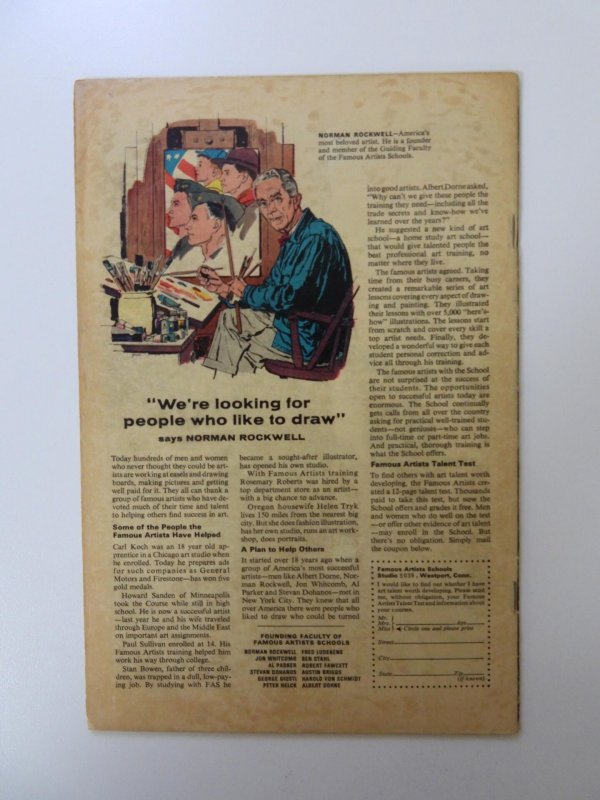 NORMAN ROCKWELL—America's
most beloved artist. He is a founder
and member of the Guiding Faculty
of the Famous Artists Schools.
"We're looking for
people who like to draw"
says NORMAN ROCKWELL
Today hundreds of men and women
who never thought they could be art-
ists are working at easels and drawing
boards, making pictures and getting
well paid for it. They all can thank a
group of famous artists who have de-
voted much of their time and talent
to helping others find success in art.
Some of the People the
Famous Artists Have Helped
Carl Koch was an 18 year old ap-
prentice in a Chicago art studio when
he enrolled. Today he prepares ads
for such companies as General
Motors and Firestone—has won five
gold medals.
Howard Sanden of Minneapolis
took the Course while still in high
school. He is now a successful artist
—last year he and his wife traveled
through Europe and the Middle East
on important art assignments.
Paul Sullivan enrolled at 14. His
Famous Artists training helped him
work his way through college.
Stan Bowen, father of three chil-
dren, was trapped in a dull, low-pay-
ing job. By studying with FAS he
became a sought-after illustrator,
has opened his own studio.
With Famous Artists training
Rosemary Roberts was hired by a
top department store as an artist—
with a big chance to advance.
Oregon housewife Helen Tryk
lives 150 miles from the nearest big
city. But she does fashion illustration,
has her own studio, runs an art work-
shop, does portraits.
A Plan to Help Others
It started over 18 years ago when a
group of America's most successful
artists—men like Albert Dorne, Nor-
man Rockwell, Jon Whitcomb, Al
Parker and Stevan Dohanos—met in
New York City. They knew that all
over America there were people who
liked to draw who could be turned
FOUNDING FACULTY OF
FAMOUS ARTISTS SCHOOLS
NORMAN ROCKWELL FRED LUDEKENS
JON WHITCOMB BEN STAHL
AL PARKER ROBERT FAWCETT
STEVAN DOHANOS AUSTIN BRIGGS
GEORGE GIUSTI HAROLD VON SCHMIDT
PETER HELCK ALBERT DORNE
into good artists. Albert Dorne asked,
"Why can't we give these people the
training they need—including all the
trade secrets and know-how we've
learned over the years?"
He suggested a new kind of art
school—a home study art school—
that would give talented people the
best professional art training, no
matter where they live.
The famous artists agreed. Taking
time from their busy careers, they
created a remarkable series of art
lessons covering every aspect of draw-
ing and painting. They illustrated
their lessons with over 5,000 "here's-
how" illustrations. The lessons start
from scratch and cover every skill a
top artist needs. Finally, they de-
veloped a wonderful way to give each
student personal correction and ad-
vice all through his training.
The famous artists with the School
are not surprised at the success of
their students. The opportunities
open to successful artists today are
enormous. The School continually
gets calls from all over the country
asking for practical well-trained stu-
dents—not geniuses—who can step
into full-time or part-time art jobs.
And practical, thorough training is
what the School offers.
Famous Artists Talent Test
To find others with art talent worth
developing, the Famous Artists cre-
ated a 12-page talent test. Thousands
paid to take this test, but now the
School offers and grades it free. Men
and women who do well on the test
—or offer other evidence of art talent
—may enroll in the School. But
there's no obligation. Simply mail
the coupon below.
Famous Artists Schools
Studio 5039, Westport, Conn.
I would like to find out whether I have
art talent worth developing. Please send
me, without obligation, your Famous
Artists Talent Test and information about
your courses.
Mr.
Mrs. Age
Miss Circle one and please print
Street
City
State Zip
(if known)